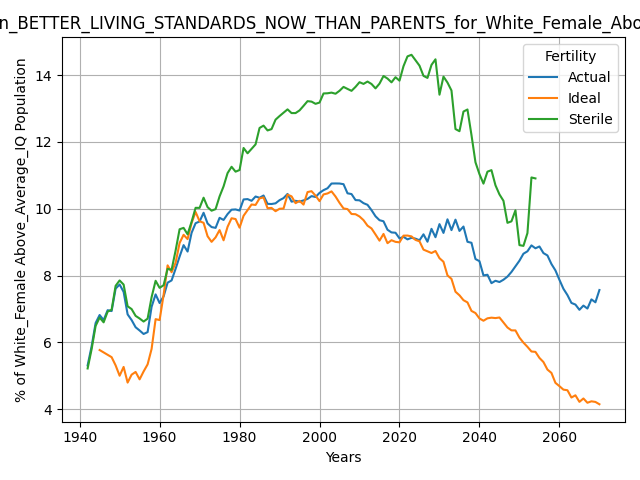 n_BETTER_LIVING_STANDARDS_NOW_THAN_PARENTS_for_White_Female_Abo
% of White_Female Above_Average_IQ Population
14
12
10
8
6
4
Fertility
Actual
Ideal
Sterile
1940 1960 1980 2000 2020 2040 2060
Years